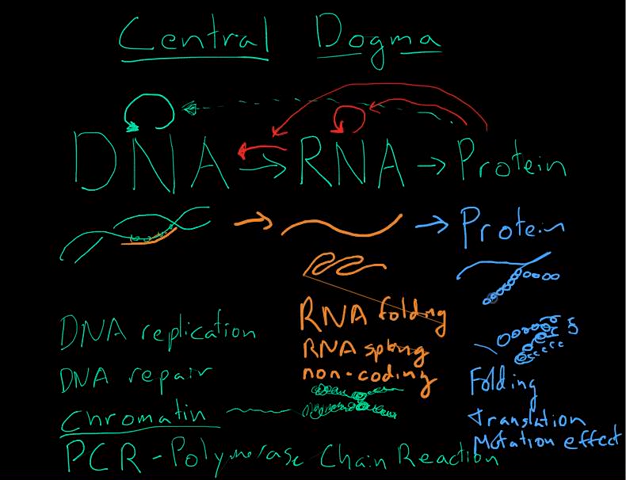 Central Dogma
DNA → RNA → Protein
Protein
RNA folding
DNA replication
RNA splicing
DNA repair
non-coding
Folding
Chromatin
Translation
Mutation effect
PCR - Polymerase Chain Reaction